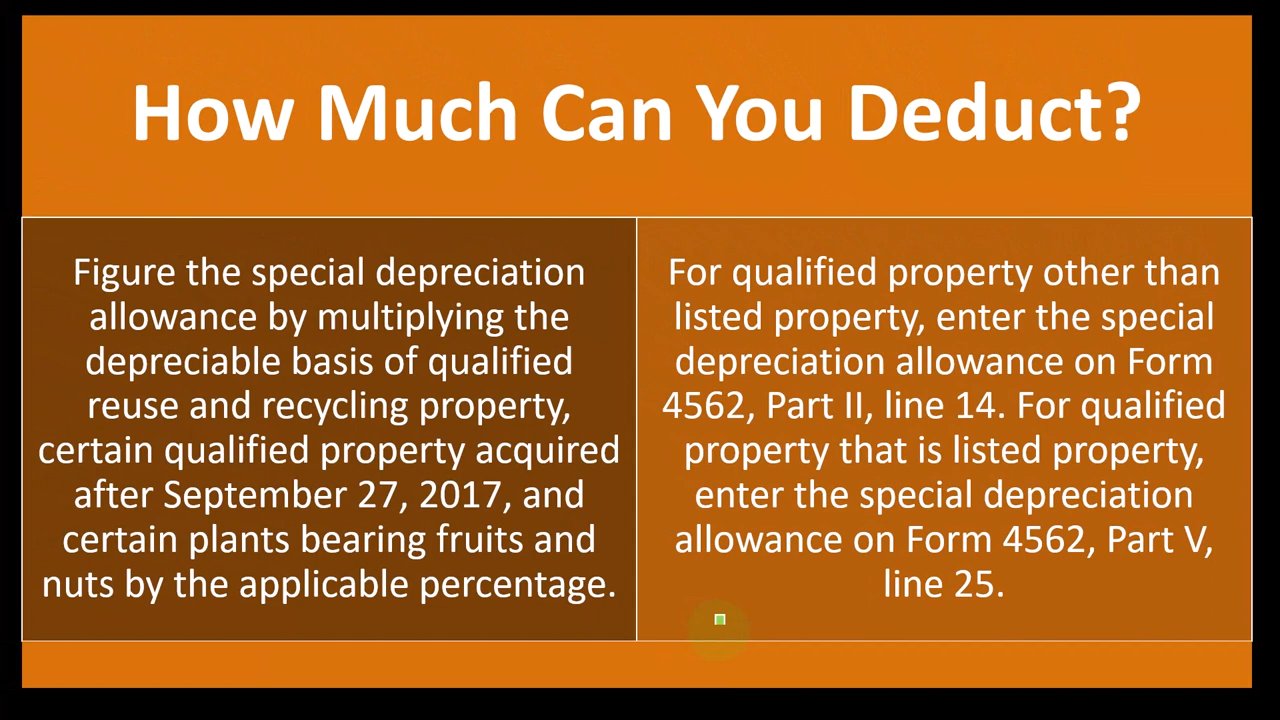 How Much Can You Deduct?
Figure the special depreciation
allowance by multiplying the
depreciable basis of qualified
reuse and recycling property,
certain qualified property acquired
after September 27, 2017, and
certain plants bearing fruits and
nuts by the applicable percentage.
For qualified property other than
listed property, enter the special
depreciation allowance on Form
4562, Part II, line 14. For qualified
property that is listed property,
enter the special depreciation
allowance on Form 4562, Part V,
line 25.